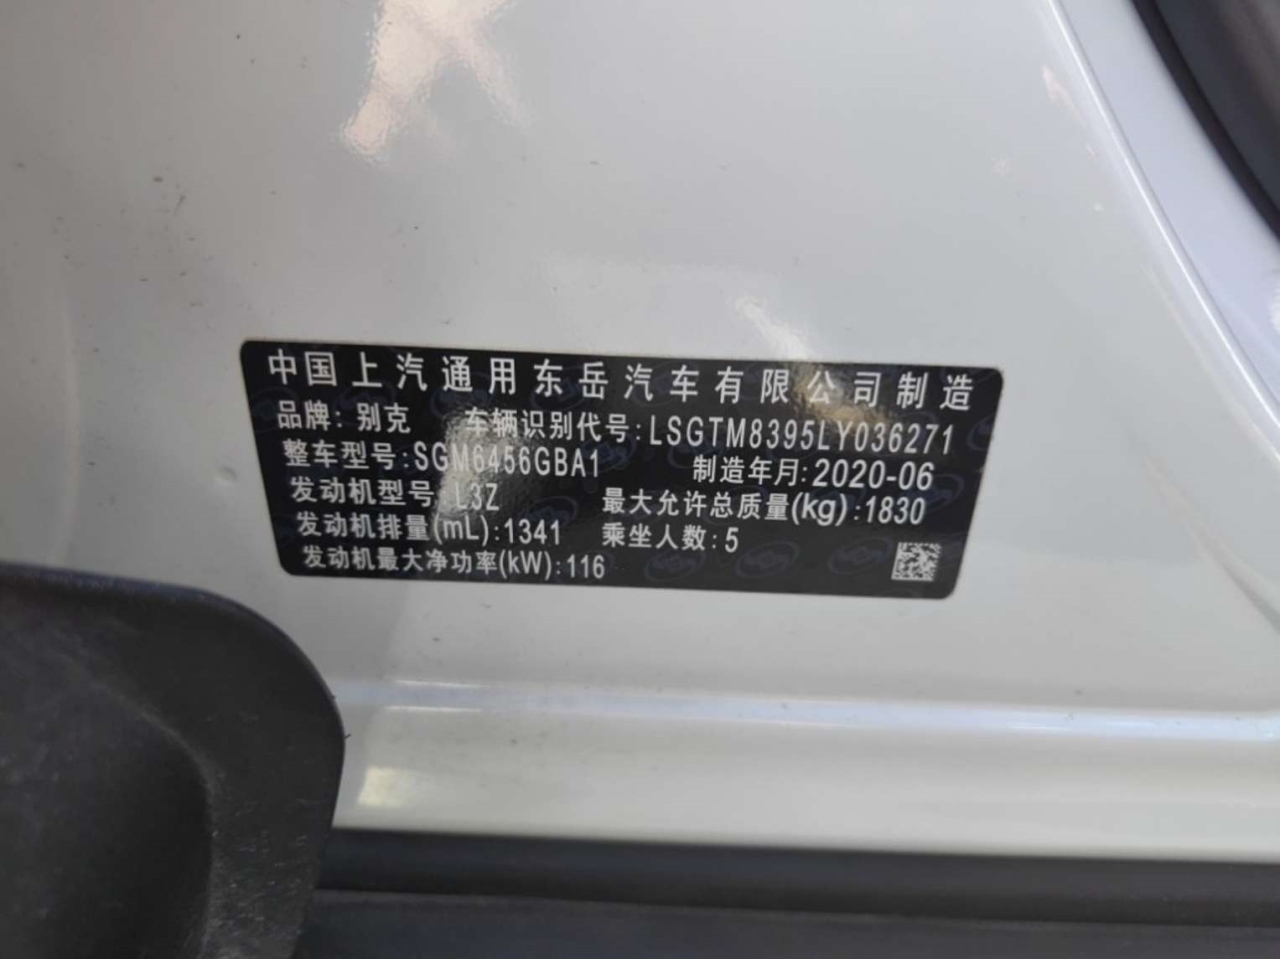 中国上汽通用东岳汽车有限公司制造
品牌: 别克 车辆识别代号:LSGTM8395LY036271
整车型号:SGM6456GBA1 制造年月:2020-06
发动机型号: L3Z 最大允许总质量(kg):1830
发动机排量(mL):1341 乘坐人数:5
发动机最大净功率(kW):116